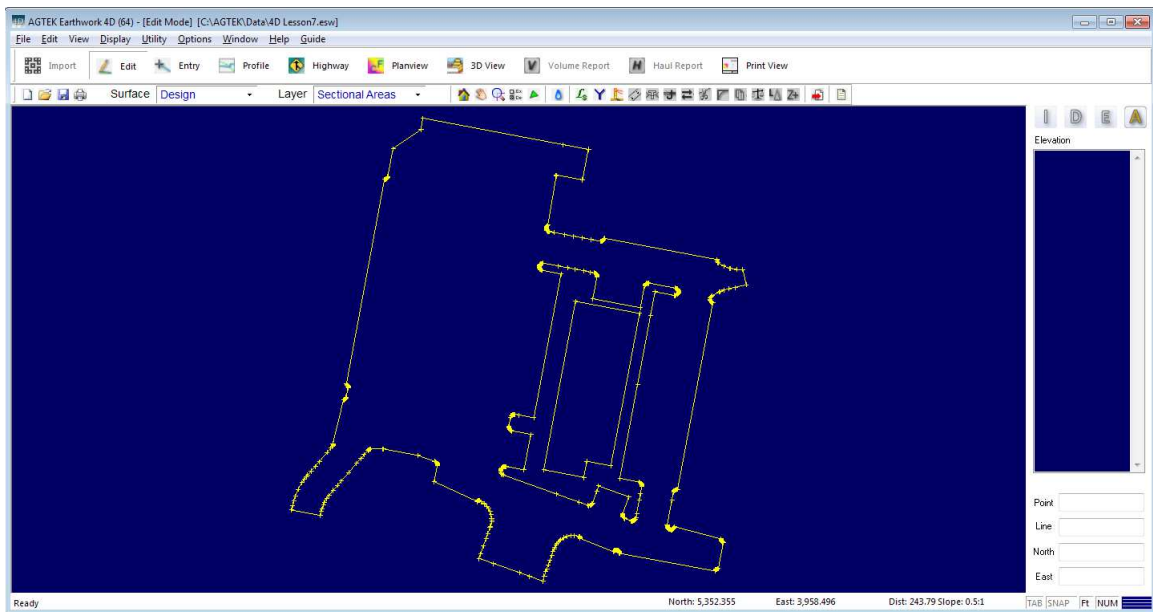 AGTEK Earthwork 4D (64) - [Edit Mode] [C:\AGTEK\Data\4D Lesson7.esw]
File Edit View Display Utility Options Window Help Guide
Import Edit Entry Profile Highway Planview 3D View Volume Report Haul Report Print View
Surface Design Layer Sectional Areas
I D E A
Elevation
Point
Line
North
East
Ready North: 5,352.355 East: 3,958.496 Dist: 243.79 Slope: 0.5:1 TAB SNAP Ft NUM